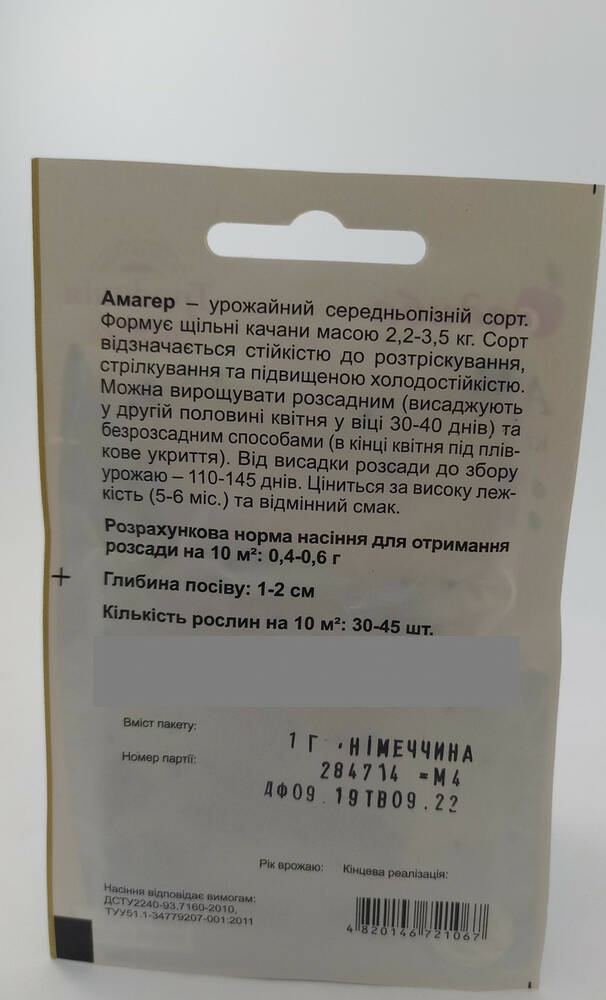 Амагер – урожайний середньопізній сорт.
Формує щільні качани масою 2,2-3,5 кг. Сорт
відзначається стійкістю до розтріскування,
стрілкування та підвищеною холодостійкістю.
Можна вирощувати розсадним (висаджують
у другій половині квітня у віці 30-40 днів) та
безрозсадним способами (в кінці квітня під плів-
кове укриття). Від висадки розсади до збору
урожаю – 110-145 днів. Ціниться за високу леж-
кість (5-6 міс.) та відмінний смак.
Розрахункова норма насіння для отримання
розсади на 10 м²: 0,4-0,6 г
Глибина посіву: 1-2 см
Кількість рослин на 10 м²: 30-45 шт.
Вміст пакету:
1 Г · НІМЕЧЧИНА
Номер партії:
284714 =М4
ДФ09.19ТВ09.22
Рік врожаю: Кінцева реалізація:
Насіння відповідає вимогам:
ДСТУ2240-93,7160-2010,
ТУУ51.1-34779207-001:2011
4820146721067